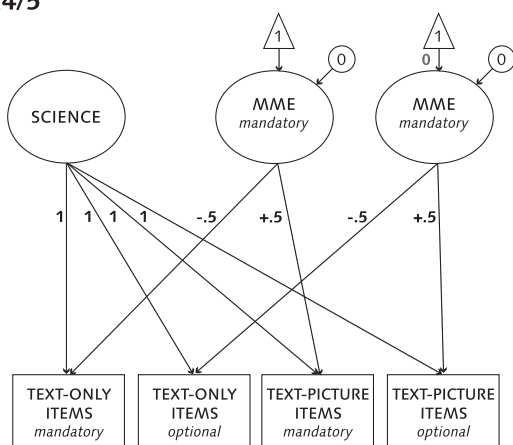 4/5
1
1
0
0
0
SCIENCE
MME
mandatory
MME
mandatory
1
1
1
1
-.5
+.5
-.5
+.5
TEXT-ONLY
ITEMS
mandatory
TEXT-ONLY
ITEMS
optional
TEXT-PICTURE
ITEMS
mandatory
TEXT-PICTURE
ITEMS
optional